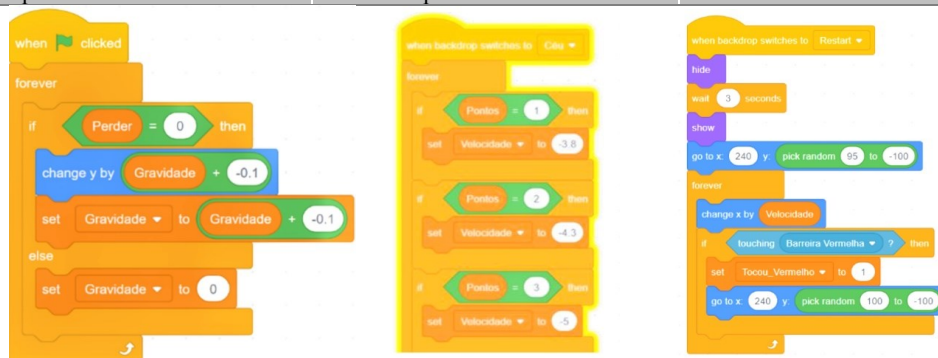 when clicked
forever
if Perder = 0 then
change y by Gravidade + -0.1
set Gravidade to Gravidade + -0.1
else
set Gravidade to 0
when backdrop switches to Céu
forever
if Pontos = 1 then
set Velocidade to -3.8
if Pontos = 2 then
set Velocidade to -4.3
if Pontos = 3 then
set Velocidade to -5
when backdrop switches to Restart
hide
wait 3 seconds
show
go to x: 240 y: pick random 95 to -100
forever
change x by Velocidade
if touching Barreira Vermelha ? then
set Tocou_Vermelho to 1
go to x: 240 y: pick random 100 to -100